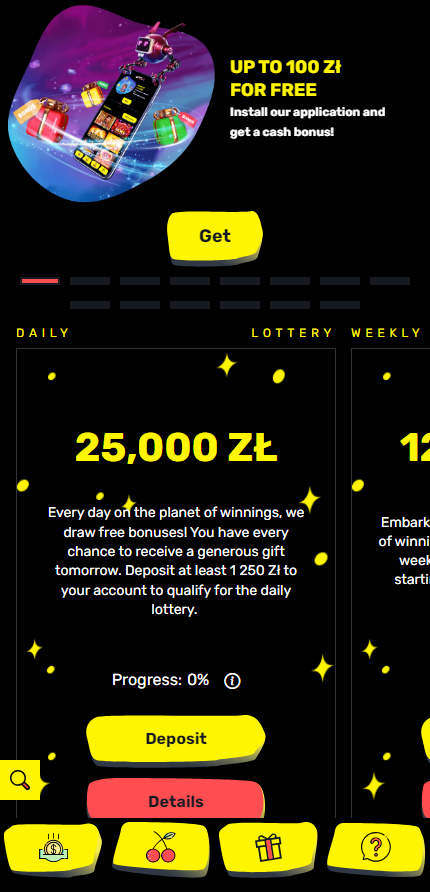 UP TO 100 Zł
FOR FREE
Install our application and
get a cash bonus!
Get
DAILY
LOTTERY
WEEKLY
25,000 ZŁ
12
Every day on the planet of winnings, we
draw free bonuses! You have every
chance to receive a generous gift
tomorrow. Deposit at least 1 250 Zł to
your account to qualify for the daily
lottery.
Embark
of winni
week
starti
Progress: 0%
Deposit
Details